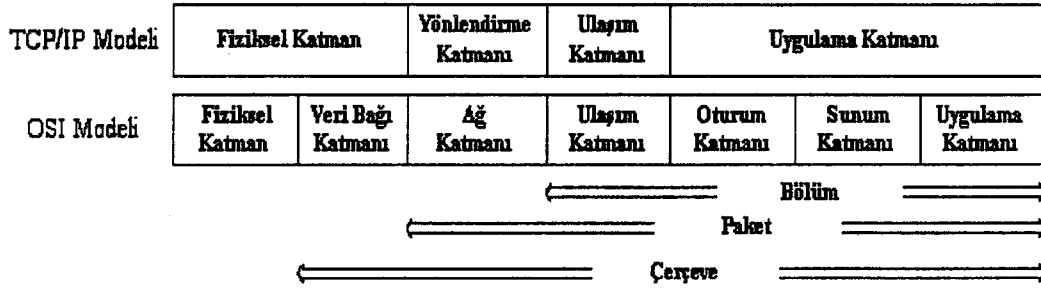 TCP/IP Modeli
Fiziksel Katman
Yönlendirme
Katmanı
Ulaşım
Katmanı
Uygulama Katmanı
OSI Modeli
Fiziksel
Katman
Veri Bağı
Katmanı
Ağ
Katmanı
Ulaşım
Katmanı
Oturum
Katmanı
Sunum
Katmanı
Uygulama
Katmanı
Bölüm
Paket
Çerçeve